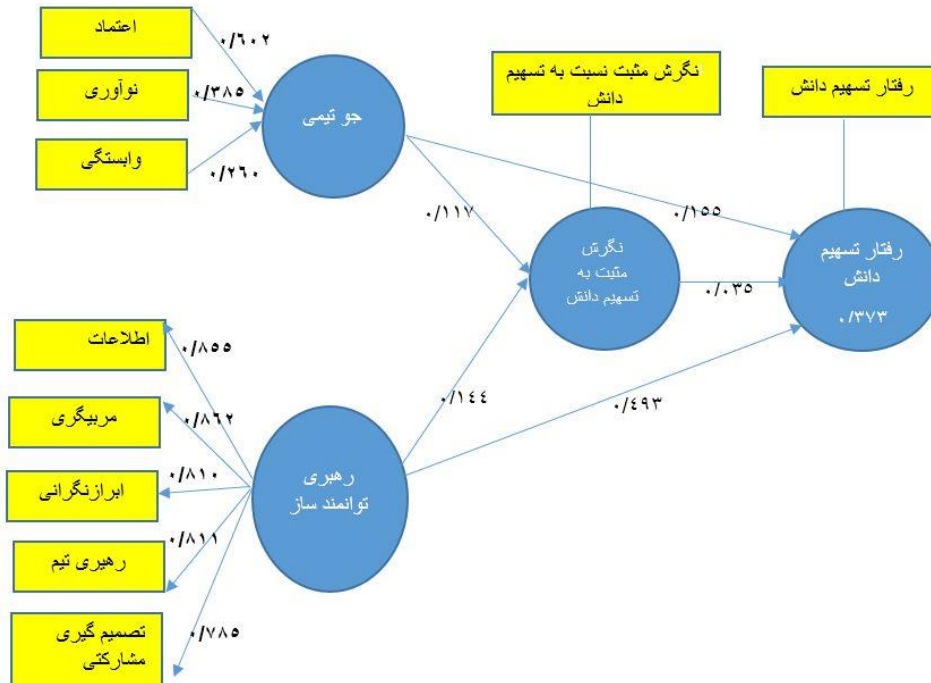 اعتماد
۰/۶۰۲
نوآوری
۰/۳۸۵
وابستگی
۰/۲۶۰
جو تیمی
نگرش مثبت نسبت به تسهیم
دانش
رفتار تسهیم دانش
۰/۱۱۷
۰/۱۵۵
نگرش
مثبت به
تسهیم دانش
۰/۰۳۵
رفتار تسهیم
دانش
۰/۳۷۳
اطلاعات
۰/۸۵۵
مربیگری
۰/۸۶۲
ابرازنگرانی
۰/۸۱۰
رهیری تیم
۰/۸۱۱
تصمیم گیری
مشارکتی
۰/۷۸۵
رهبری
توانمند ساز
۰/۱٤٤
۰/٤۹۳